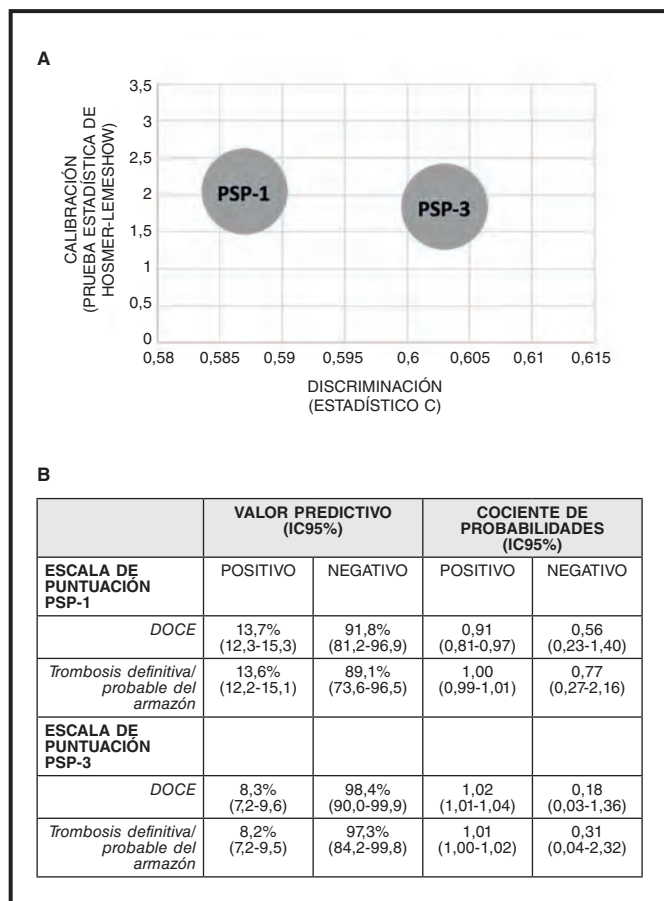 A
CALIBRACIÓN
(PRUEBA ESTADÍSTICA DE
HOSMER-LEMESHOW)
3,5
3
2,5
2
1,5
1
0,5
0
PSP-1
PSP-3
0,58 0,585 0,59 0,595 0,6 0,605 0,61 0,615
DISCRIMINACIÓN
(ESTADÍSTICO C)
B
VALOR PREDICTIVO
(IC95%)
COCIENTE DE
PROBABILIDADES
(IC95%)
ESCALA DE
PUNTUACIÓN
PSP-1
POSITIVO NEGATIVO POSITIVO NEGATIVO
DOCE 13,7% 91,8% 0,91 0,56
(12,3-15,3) (81,2-96,9) (0,81-0,97) (0,23-1,40)
Trombosis definitiva/ 13,6% 89,1% 1,00 0,77
probable del (12,2-15,1) (73,6-96,5) (0,99-1,01) (0,27-2,16)
armazón
ESCALA DE
PUNTUACIÓN
PSP-3
DOCE 8,3% 98,4% 1,02 0,18
(7,2-9,6) (90,0-99,9) (1,01-1,04) (0,03-1,36)
Trombosis definitiva/ 8,2% 97,3% 1,01 0,31
probable del (7,2-9,5) (84,2-99,8) (1,00-1,02) (0,04-2,32)
armazón